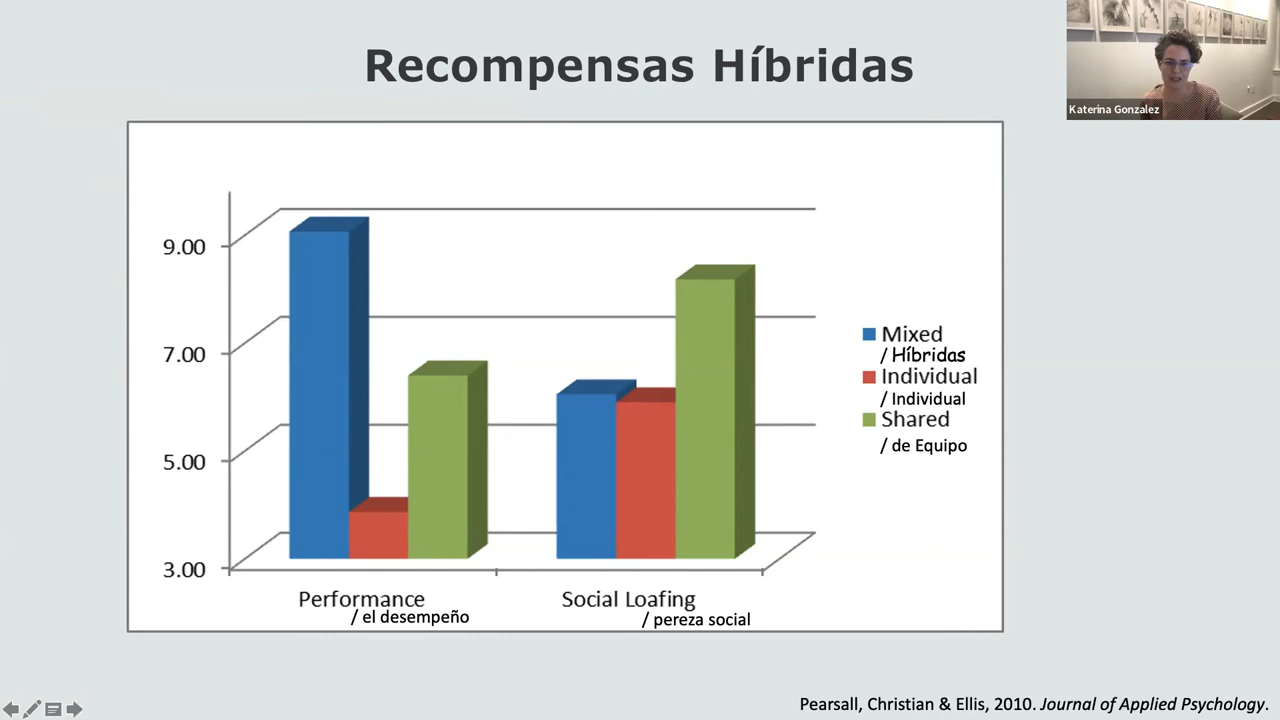 Recompensas Híbridas
Katerina Gonzalez
9.00
7.00
5.00
3.00
Performance
/ el desempeño
Social Loafing
/ pereza social
Mixed
/ Híbridas
Individual
/ Individual
Shared
/ de Equipo
Pearsall, Christian & Ellis, 2010. Journal of Applied Psychology.